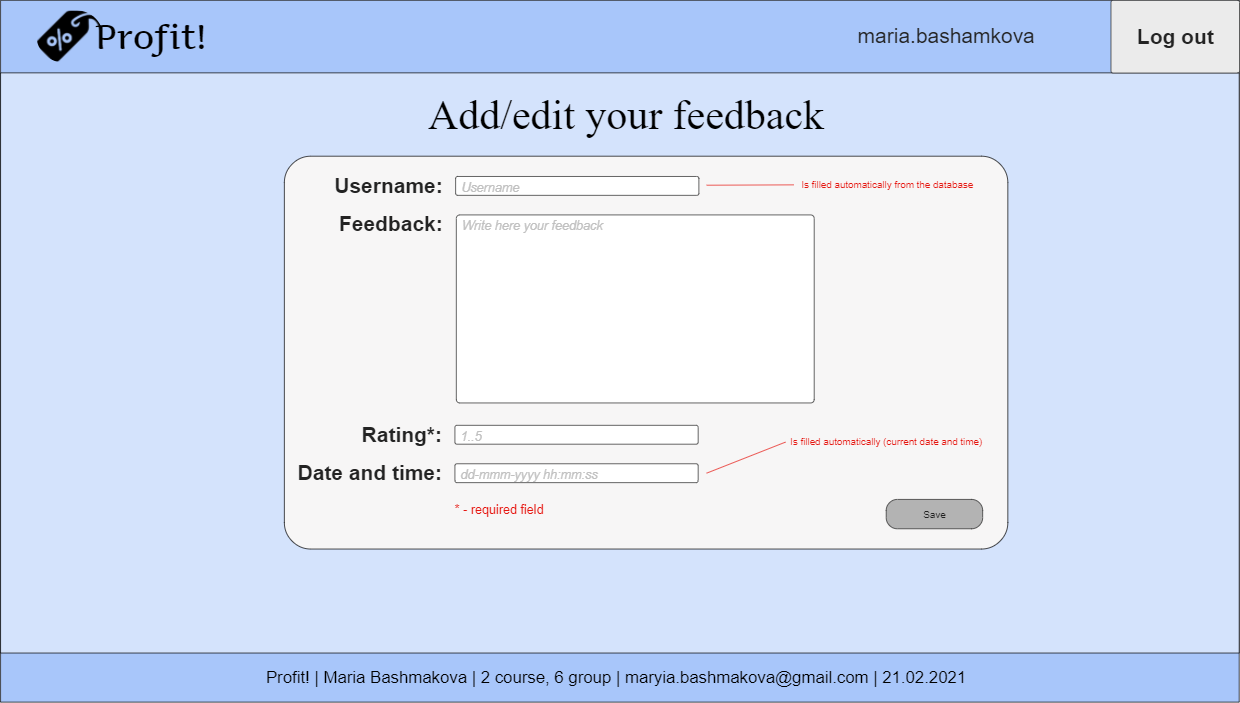 %
Profit!
maria.bashamkova
Log out
Add/edit your feedback
Username:
Username
Is filled automatically from the database
Feedback:
Write here your feedback
Rating*:
1..5
Is filled automatically (current date and time)
Date and time:
dd-mmm-yyyy hh:mm:ss
* - required field
Save
Profit! | Maria Bashmakova | 2 course, 6 group | maryia.bashmakova@gmail.com | 21.02.2021